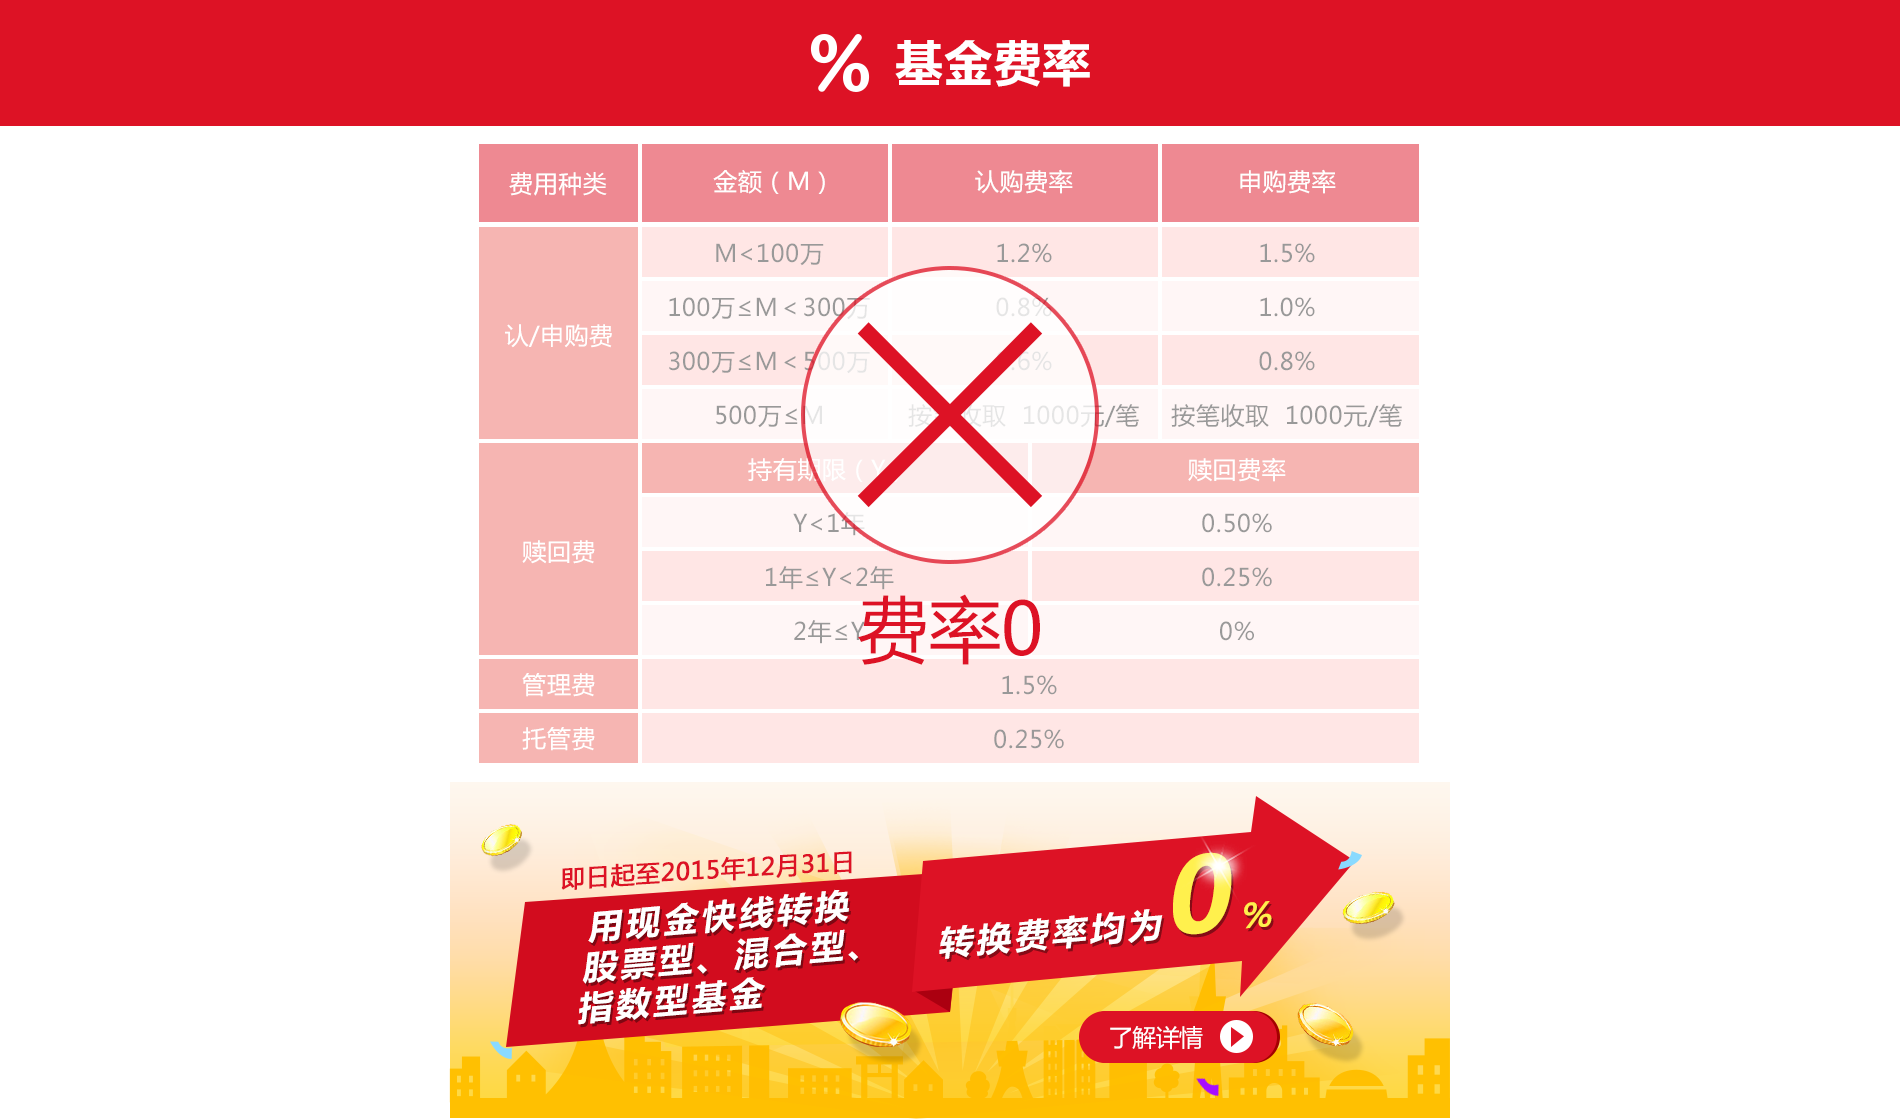 % 基金费率
费用种类 金额（M） 认购费率 申购费率
认/申购费
M<100万 1.2% 1.5%
100万≤M＜300万 0.8% 1.0%
300万≤M＜500万 .6% 0.8%
500万≤M 按笔收取 1000元/笔 按笔收取 1000元/笔
赎回费
持有期限（Y 赎回费率
Y<1年 0.50%
1年≤Y<2年 0.25%
2年≤Y 0%
费率0
管理费 1.5%
托管费 0.25%
即日起至2015年12月31日
用现金快线转换
股票型、混合型、
指数型基金
转换费率均为0%
了解详情